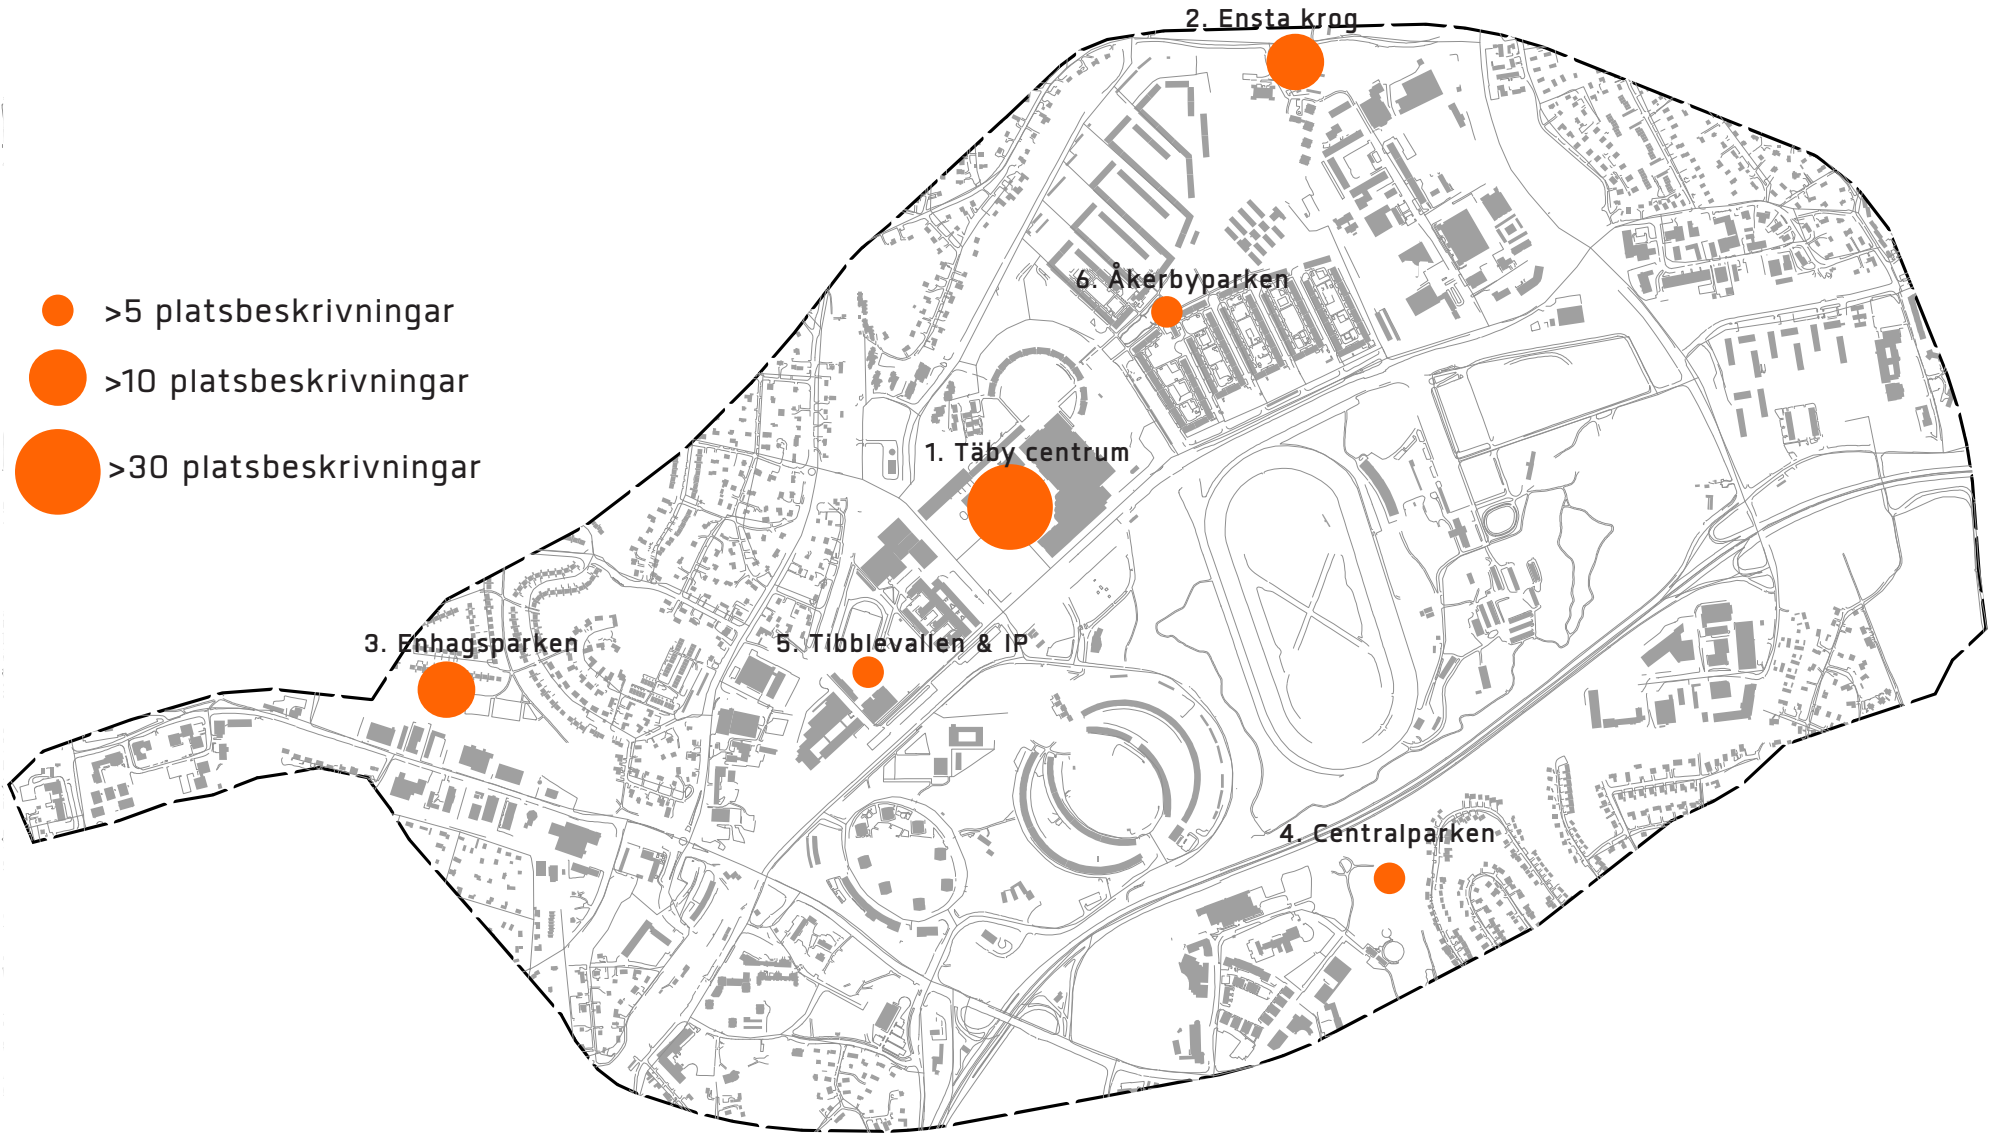 2. Ensta krog
6. Åkerbyparken
>5 platsbeskrivningar
>10 platsbeskrivningar
>30 platsbeskrivningar
1. Täby centrum
3. Enhagsparken
5. Tibblevallen & IP
4. Centralparken